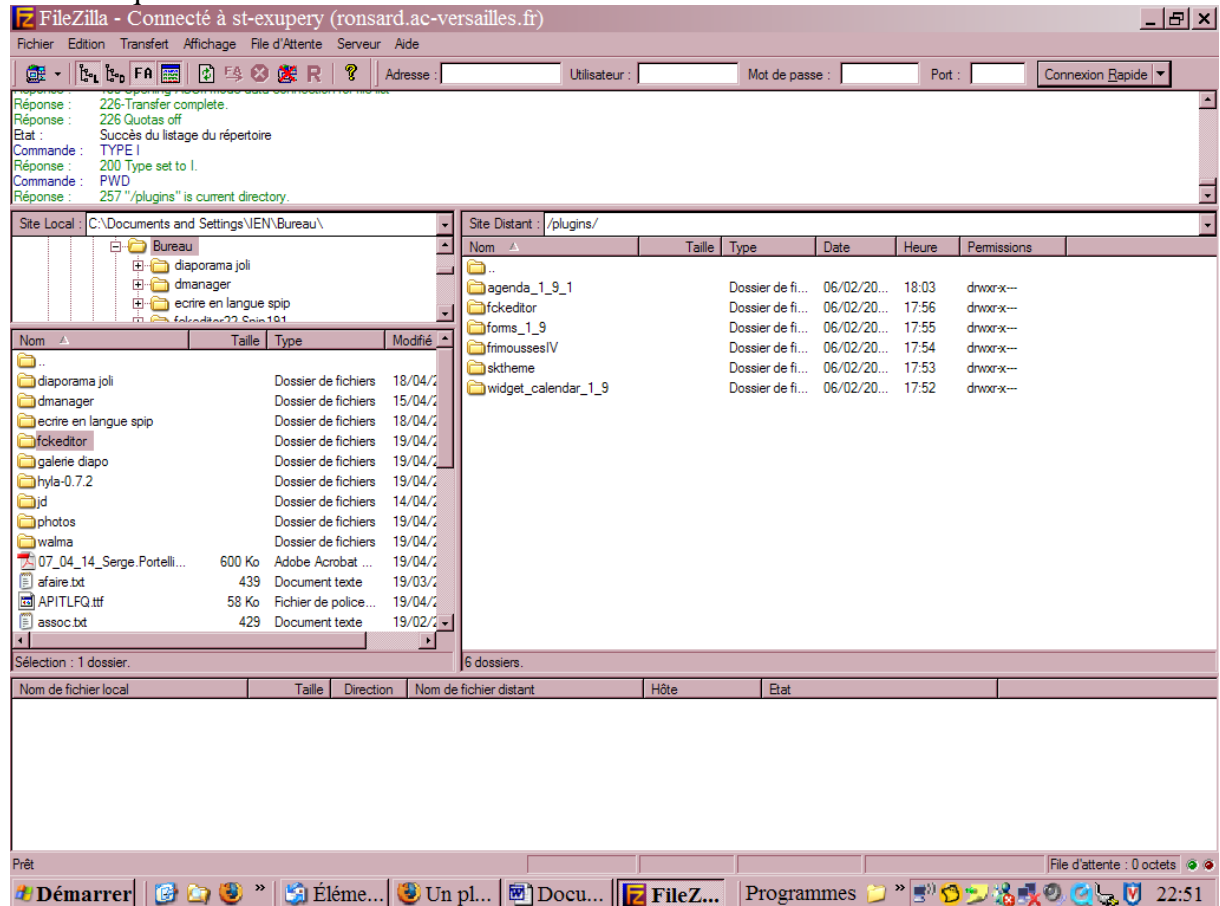 FileZilla - Connecté à st-exupery (ronsard.ac-versailles.fr)
Fichier Edition Transfert Affichage File d'Attente Serveur Aide
Adresse : Utilisateur : Mot de passe : Port : Connexion Rapide
Réponse : 226-Transfer complete.
Réponse : 226 Quotas off
Etat : Succès du listage du répertoire
Commande : TYPE I
Réponse : 200 Type set to I.
Commande : PWD
Réponse : 257 "/plugins" is current directory.
Site Local : C:\Documents and Settings\IEN\Bureau\
Bureau
diaporama joli
dmanager
ecrire en langue spip
Nom Taille Type Modifié
..
diaporama joli Dossier de fichiers 18/04/2
dmanager Dossier de fichiers 15/04/2
ecrire en langue spip Dossier de fichiers 18/04/2
fckeditor Dossier de fichiers 19/04/2
galerie diapo Dossier de fichiers 19/04/2
hyla-0.7.2 Dossier de fichiers 19/04/2
jd Dossier de fichiers 14/04/2
photos Dossier de fichiers 19/04/2
walma Dossier de fichiers 19/04/2
07_04_14_Serge.Portelli... 600 Ko Adobe Acrobat ... 19/04/2
afaire.txt 439 Document texte 19/03/2
APITLFQ.ttf 58 Ko Fichier de police... 19/04/2
assoc.txt 429 Document texte 19/02/2
Sélection : 1 dossier.
Site Distant : /plugins/
Nom Taille Type Date Heure Permissions
..
agenda_1_9_1 Dossier de fi... 06/02/20... 18:03 drwxr-x---
fckeditor Dossier de fi... 06/02/20... 17:56 drwxr-x---
forms_1_9 Dossier de fi... 06/02/20... 17:55 drwxr-x---
frimoussesIV Dossier de fi... 06/02/20... 17:54 drwxr-x---
sktheme Dossier de fi... 06/02/20... 17:53 drwxr-x---
widget_calendar_1_9 Dossier de fi... 06/02/20... 17:52 drwxr-x---
6 dossiers.
Nom de fichier local Taille Direction Nom de fichier distant Hôte Etat
Prêt File d'attente : 0 octets
Démarrer » Éléme... Un pl... Docu... FileZ... Programmes » 22:51